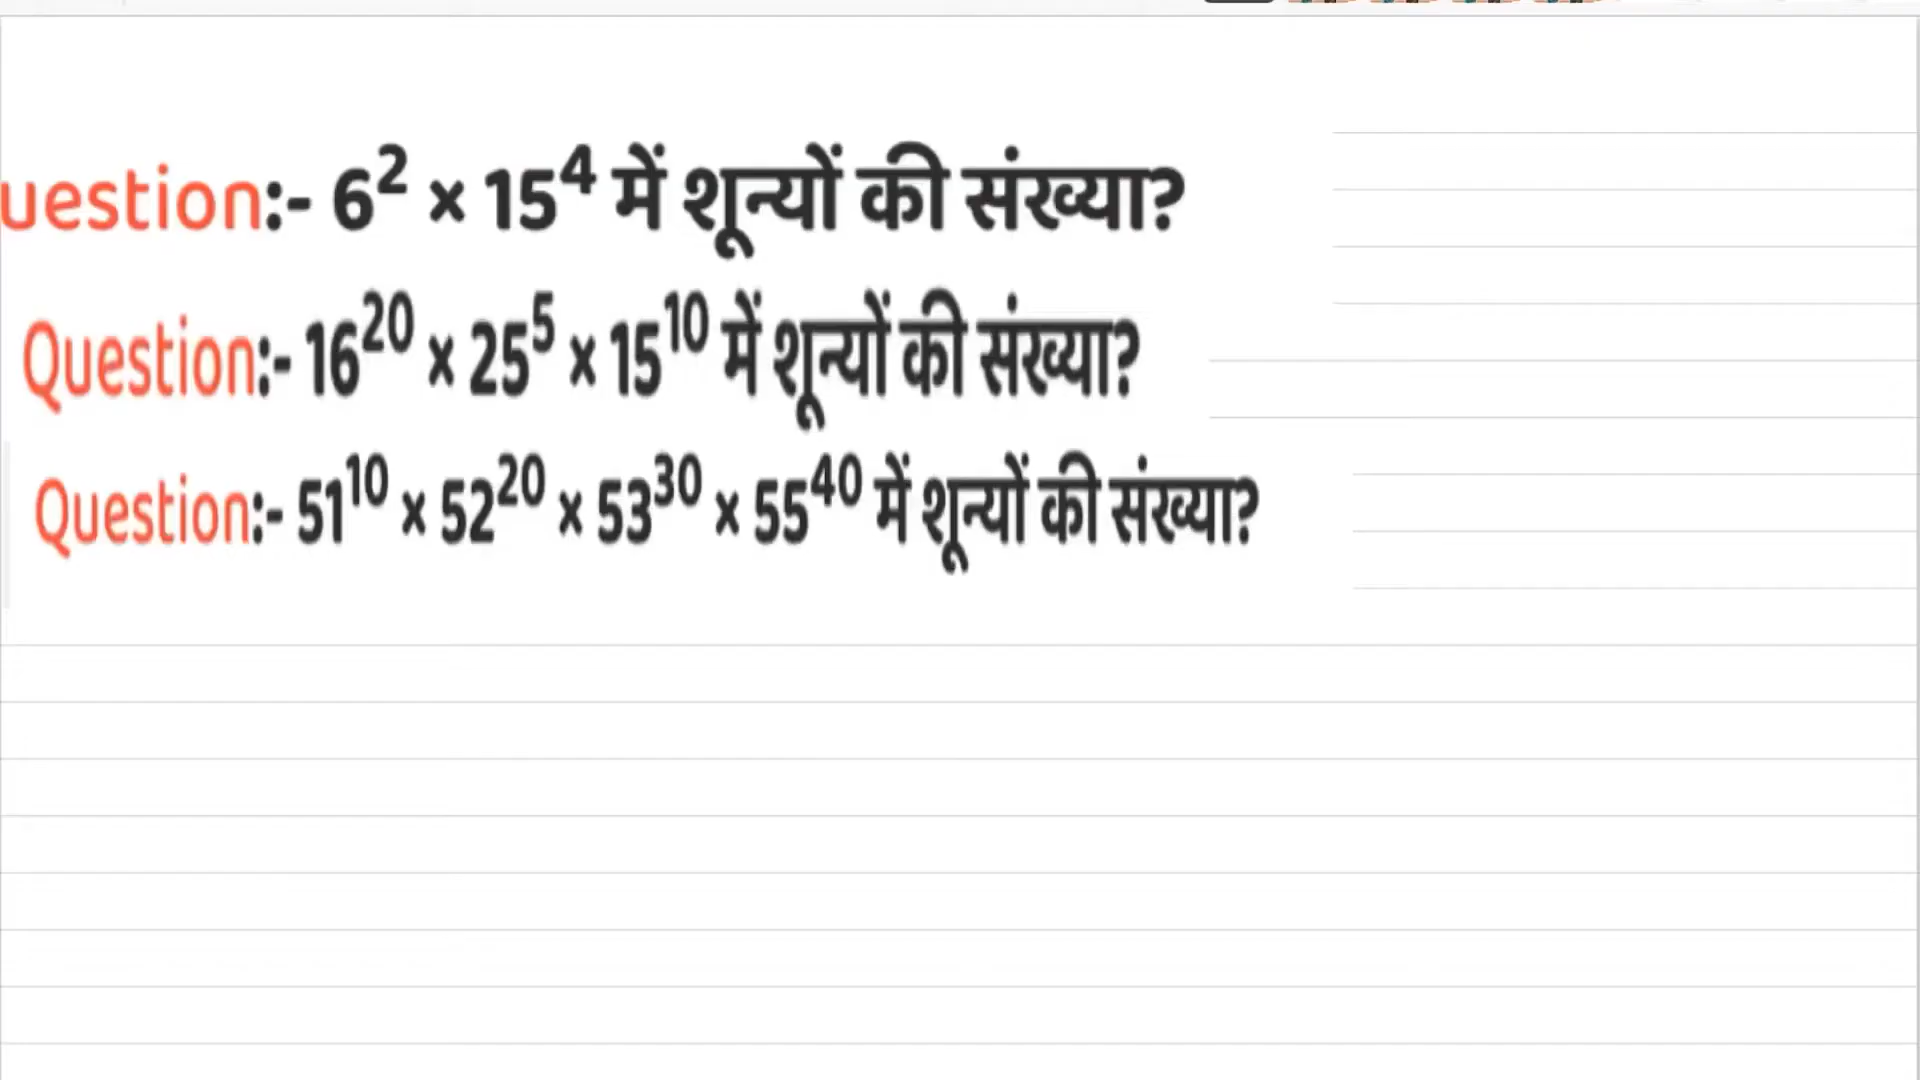 uestion:- 6² × 15⁴ में शून्यों की संख्या?
Question:- 16²⁰ × 25⁵ × 15¹⁰ में शून्यों की संख्या?
Question:- 51¹⁰ × 52²⁰ × 53³⁰ × 55⁴⁰ में शून्यों की संख्या?